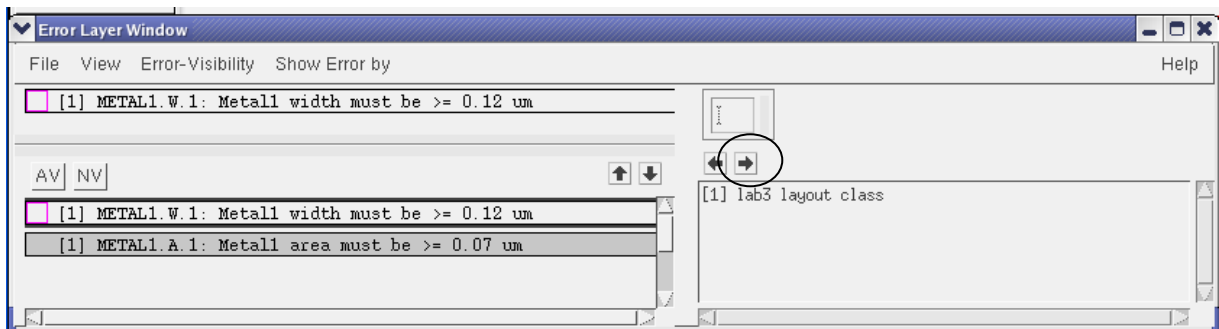 Error Layer Window
File View Error-Visibility Show Error by Help
[1] METAL1.W.1: Metal1 width must be >= 0.12 um
AV NV
[1] METAL1.W.1: Metal1 width must be >= 0.12 um
[1] METAL1.A.1: Metal1 area must be >= 0.07 um
[1] lab3 layout class